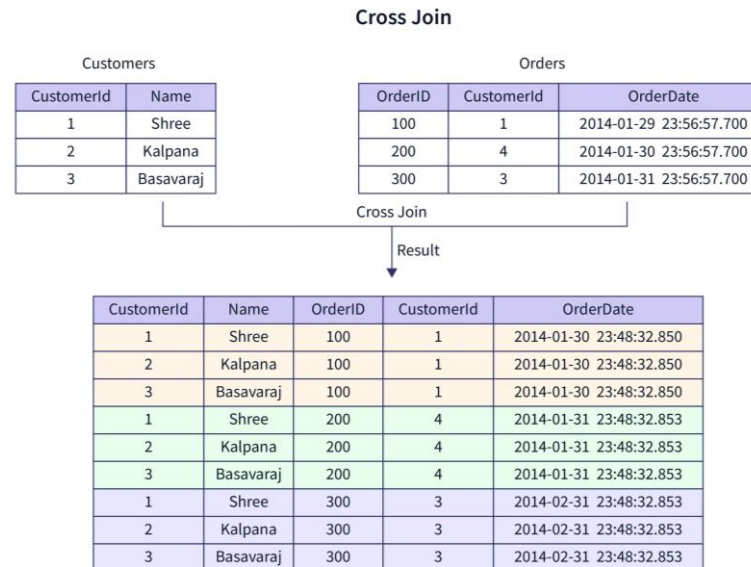 Cross Join
Customers Orders
CustomerId Name OrderID CustomerId OrderDate
1 Shree 100 1 2014-01-29 23:56:57.700
2 Kalpana 200 4 2014-01-30 23:56:57.700
3 Basavaraj 300 3 2014-01-31 23:56:57.700
Cross Join
Result
CustomerId Name OrderID CustomerId OrderDate
1 Shree 100 1 2014-01-30 23:48:32.850
2 Kalpana 100 1 2014-01-30 23:48:32.850
3 Basavaraj 100 1 2014-01-30 23:48:32.850
1 Shree 200 4 2014-01-31 23:48:32.853
2 Kalpana 200 4 2014-01-31 23:48:32.853
3 Basavaraj 200 4 2014-01-31 23:48:32.853
1 Shree 300 3 2014-02-31 23:48:32.853
2 Kalpana 300 3 2014-02-31 23:48:32.853
3 Basavaraj 300 3 2014-02-31 23:48:32.853